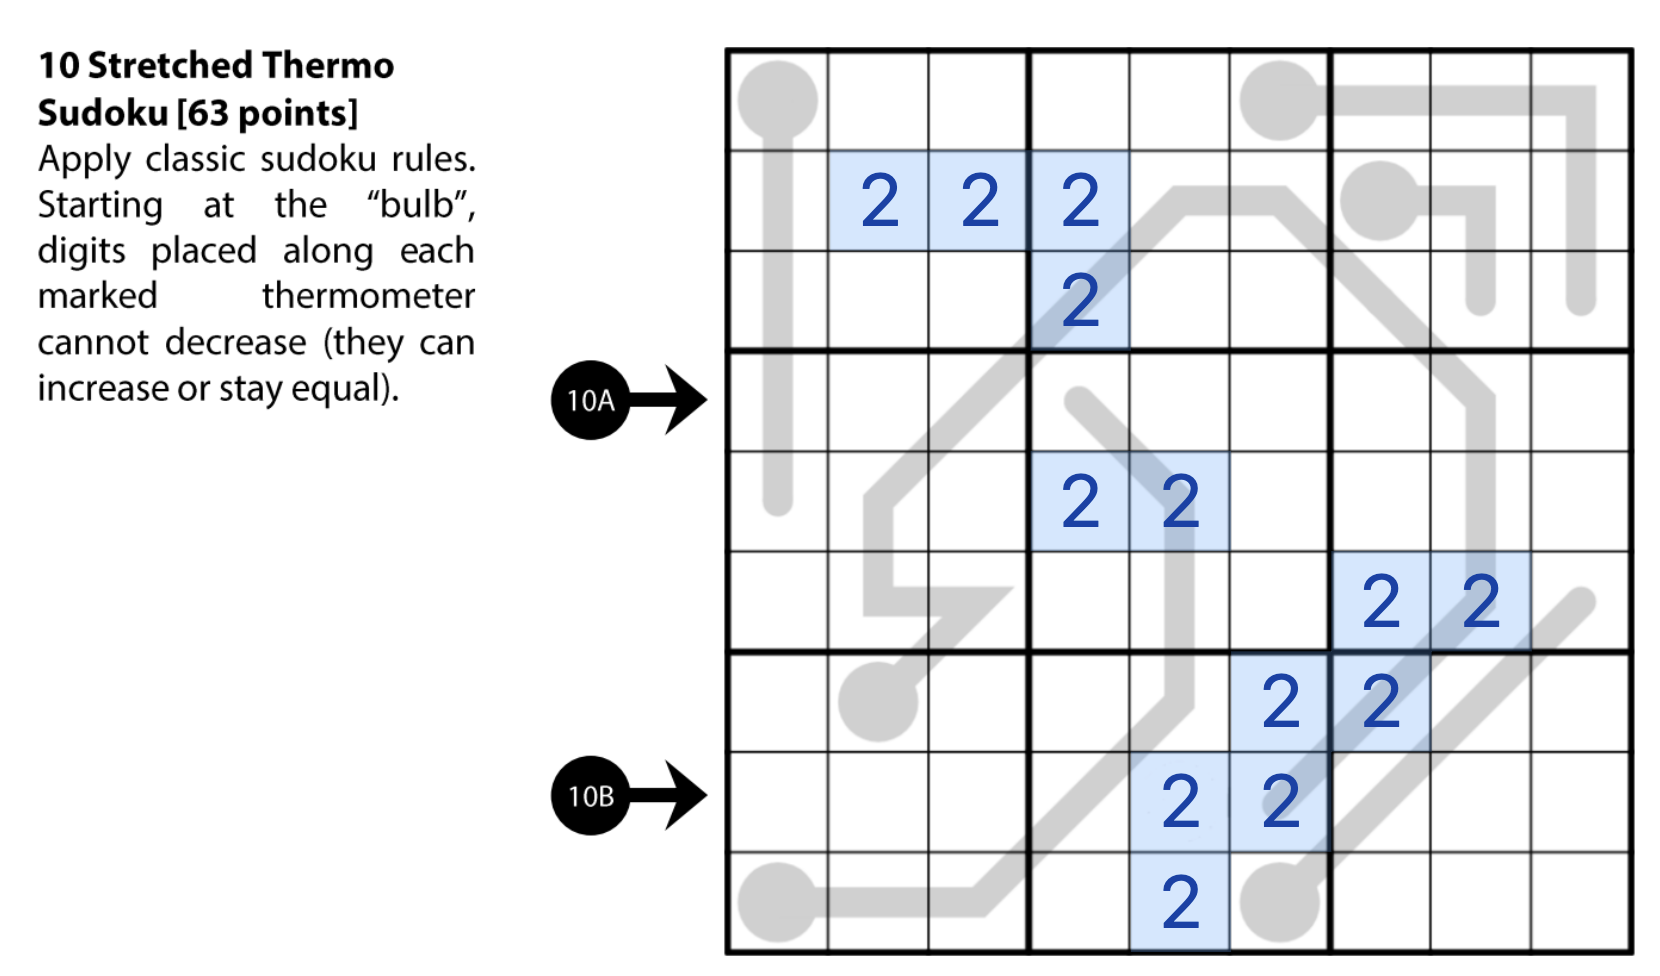 10 Stretched Thermo
Sudoku [63 points]
Apply classic sudoku rules.
Starting at the “bulb”,
digits placed along each
marked thermometer
cannot decrease (they can
increase or stay equal).
2 2 2
2
10A
2 2
2 2
2 2
10B
2 2
2